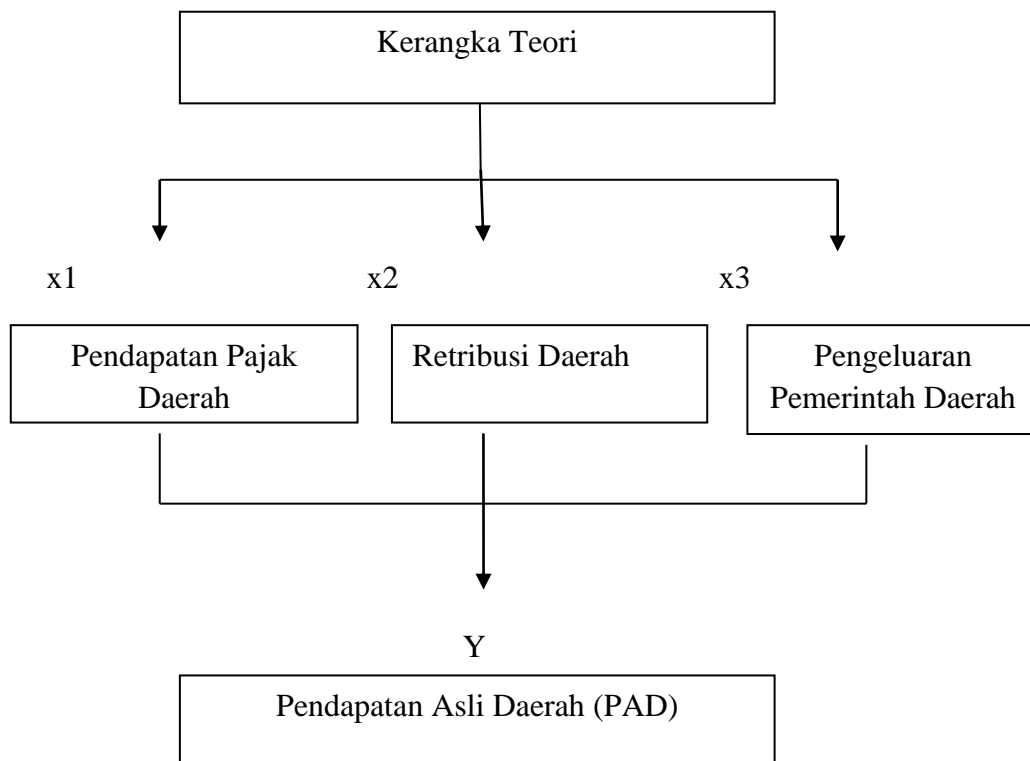 Kerangka Teori
x1 x2 x3
Pendapatan Pajak
Daerah
Retribusi Daerah
Pengeluaran
Pemerintah Daerah
Y
Pendapatan Asli Daerah (PAD)